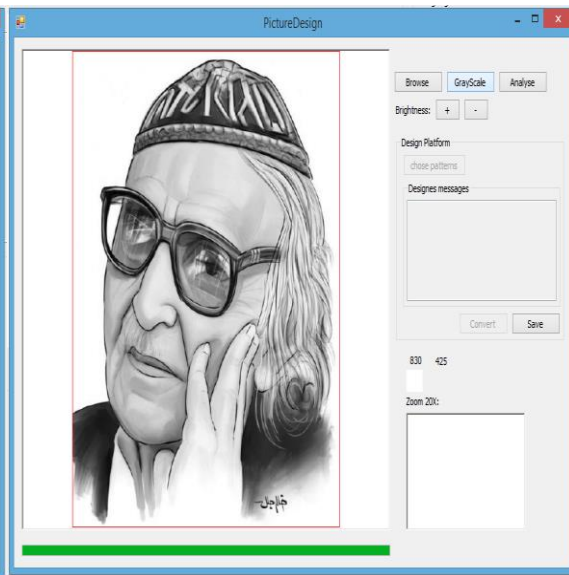 PictureDesign
Browse GrayScale Analyse
Brightness: + -
Design Platform
chose patterns
Designes messages
Convert Save
830 425
Zoom 20X: